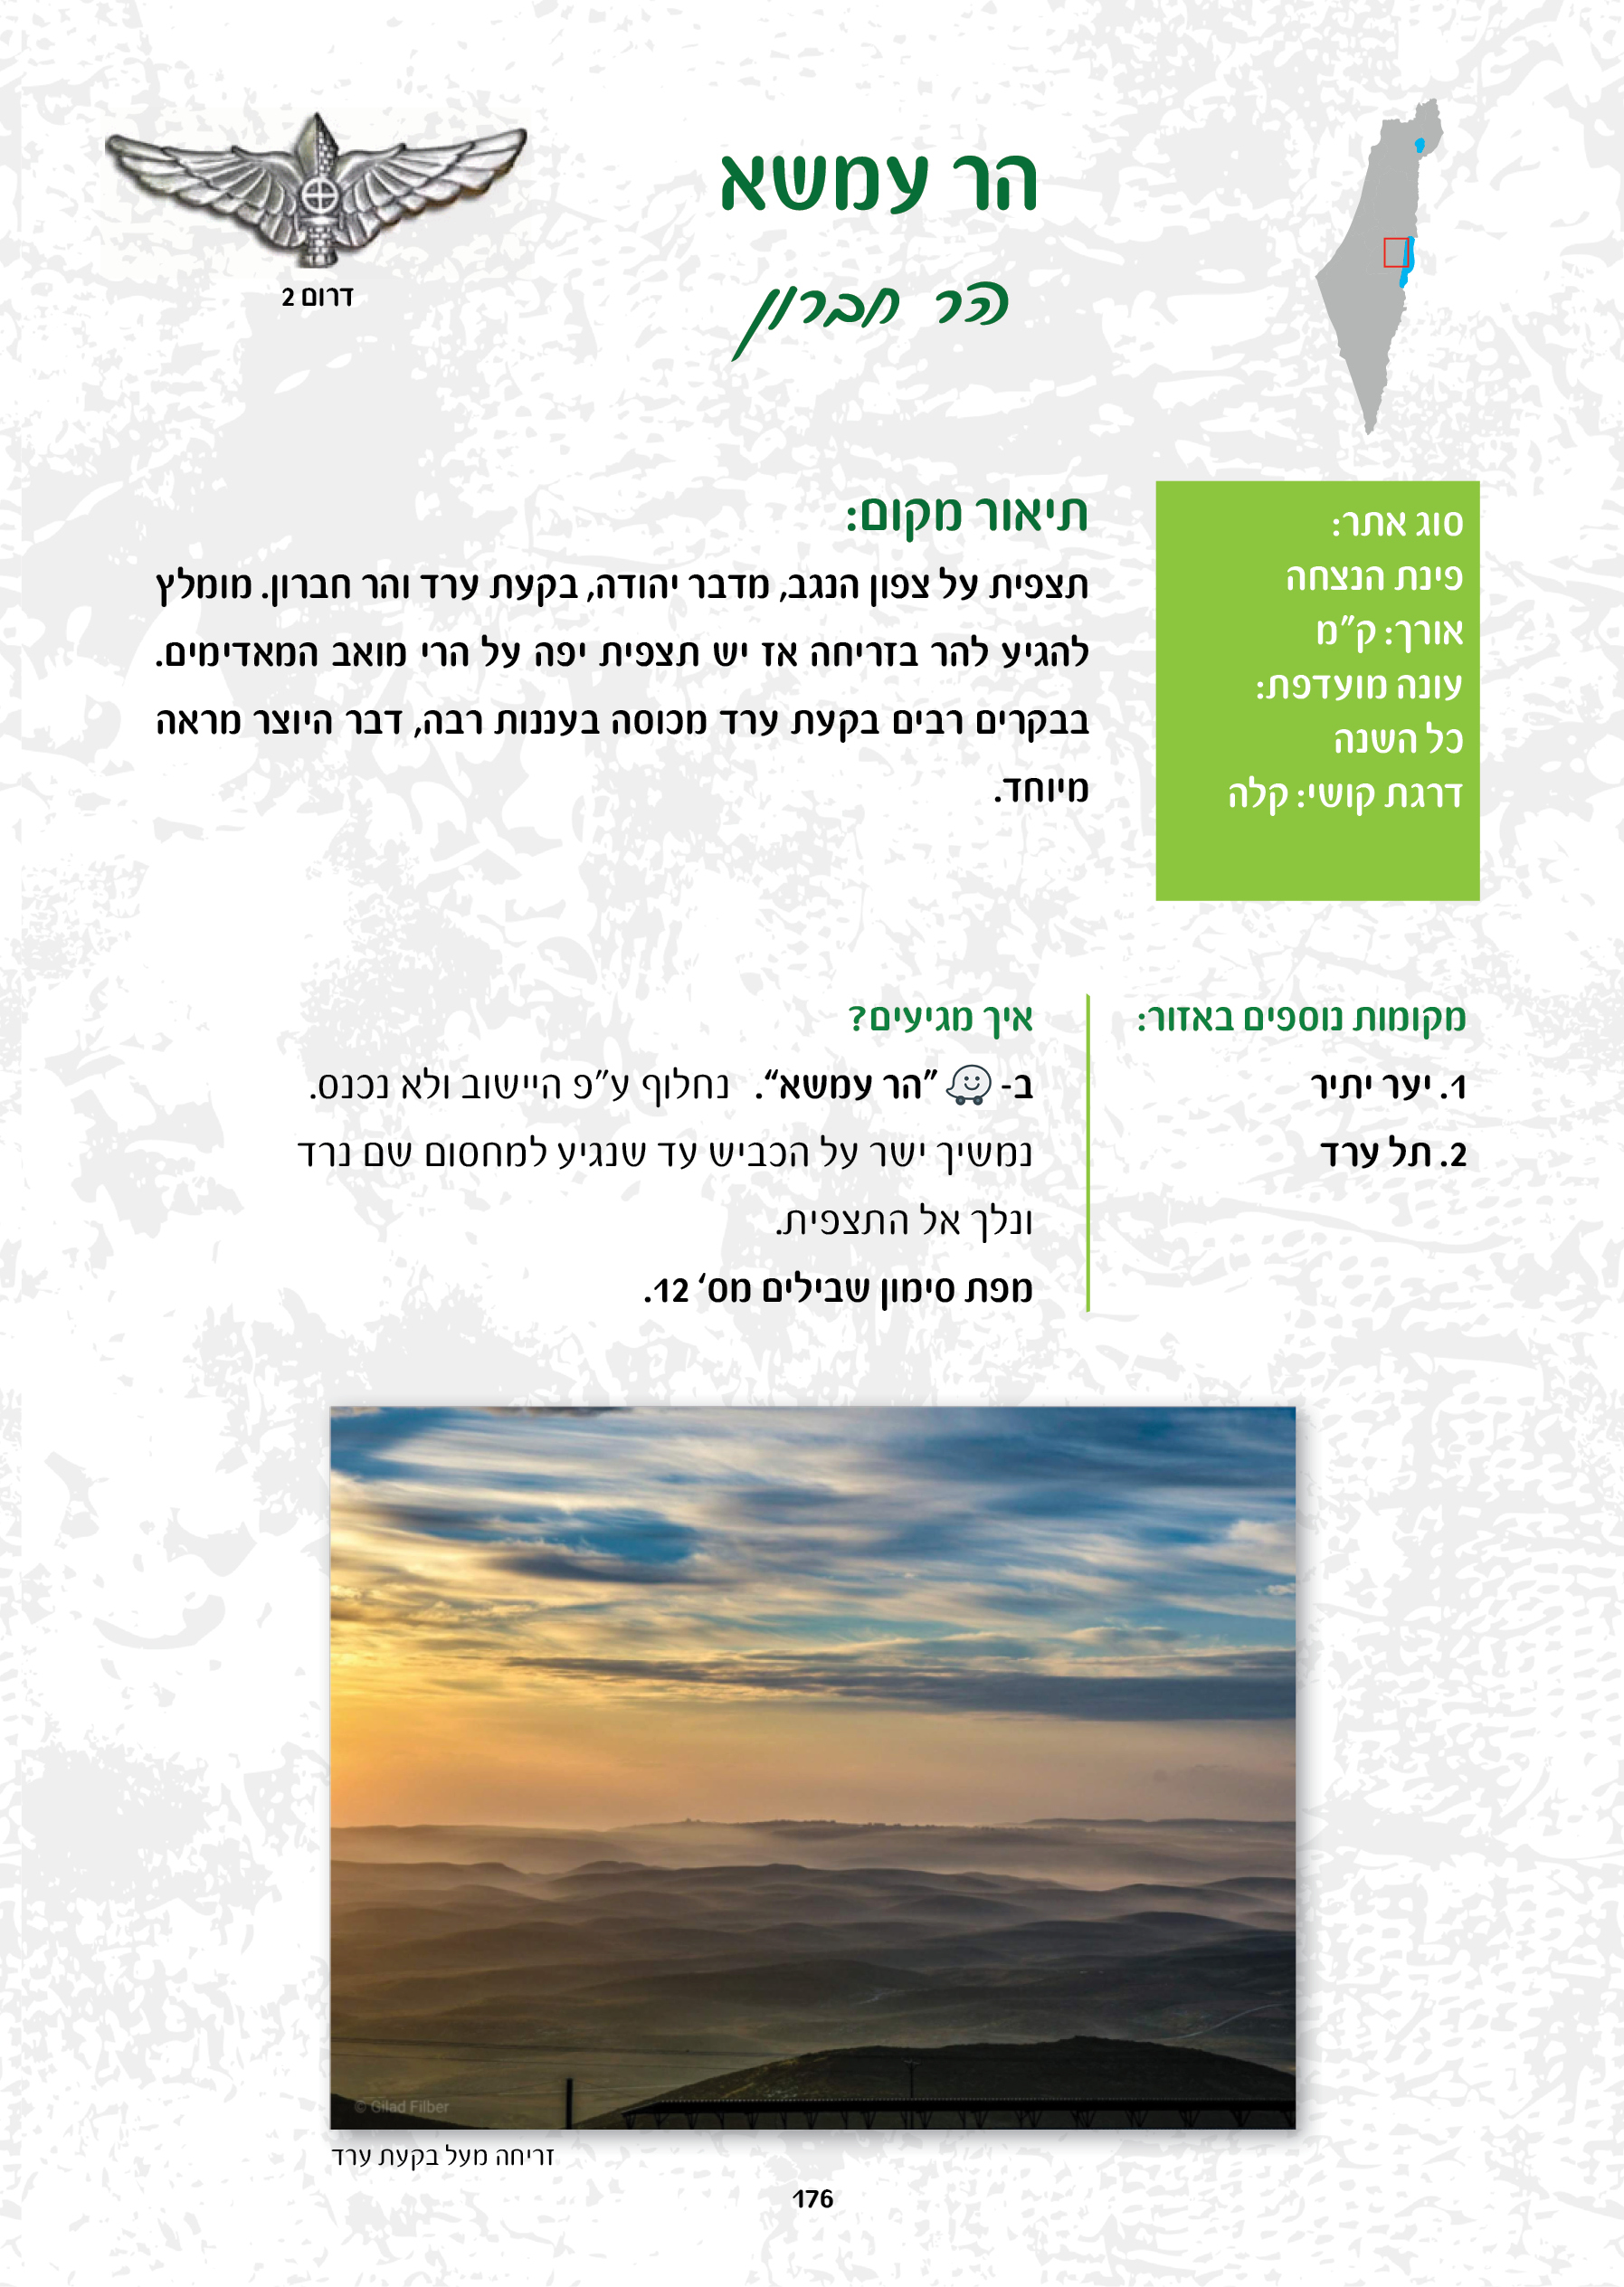 הר עמשא
הר חברון
דרום 2
סוג אתר:
פינת הנצחה
אורך: ק"מ
עונה מועדפת:
כל השנה
דרגת קושי: קלה
תיאור מקום:
תצפית על צפון הנגב, מדבר יהודה, בקעת ערד והר חברון. מומלץ
להגיע להר בזריחה אז יש תצפית יפה על הרי מואב המאדימים.
בבקרים רבים בקעת ערד מכוסה בעננות רבה, דבר היוצר מראה
מיוחד.
מקומות נוספים באזור:
1. יער יתיר
2. תל ערד
איך מגיעים?
ב- "הר עמשא“. נחלוף ע"פ היישוב ולא נכנס.
נמשיך ישר על הכביש עד שנגיע למחסום שם נרד
ונלך אל התצפית.
מפת סימון שבילים מס‘ 12.
© Gilad Filber
זריחה מעל בקעת ערד
176